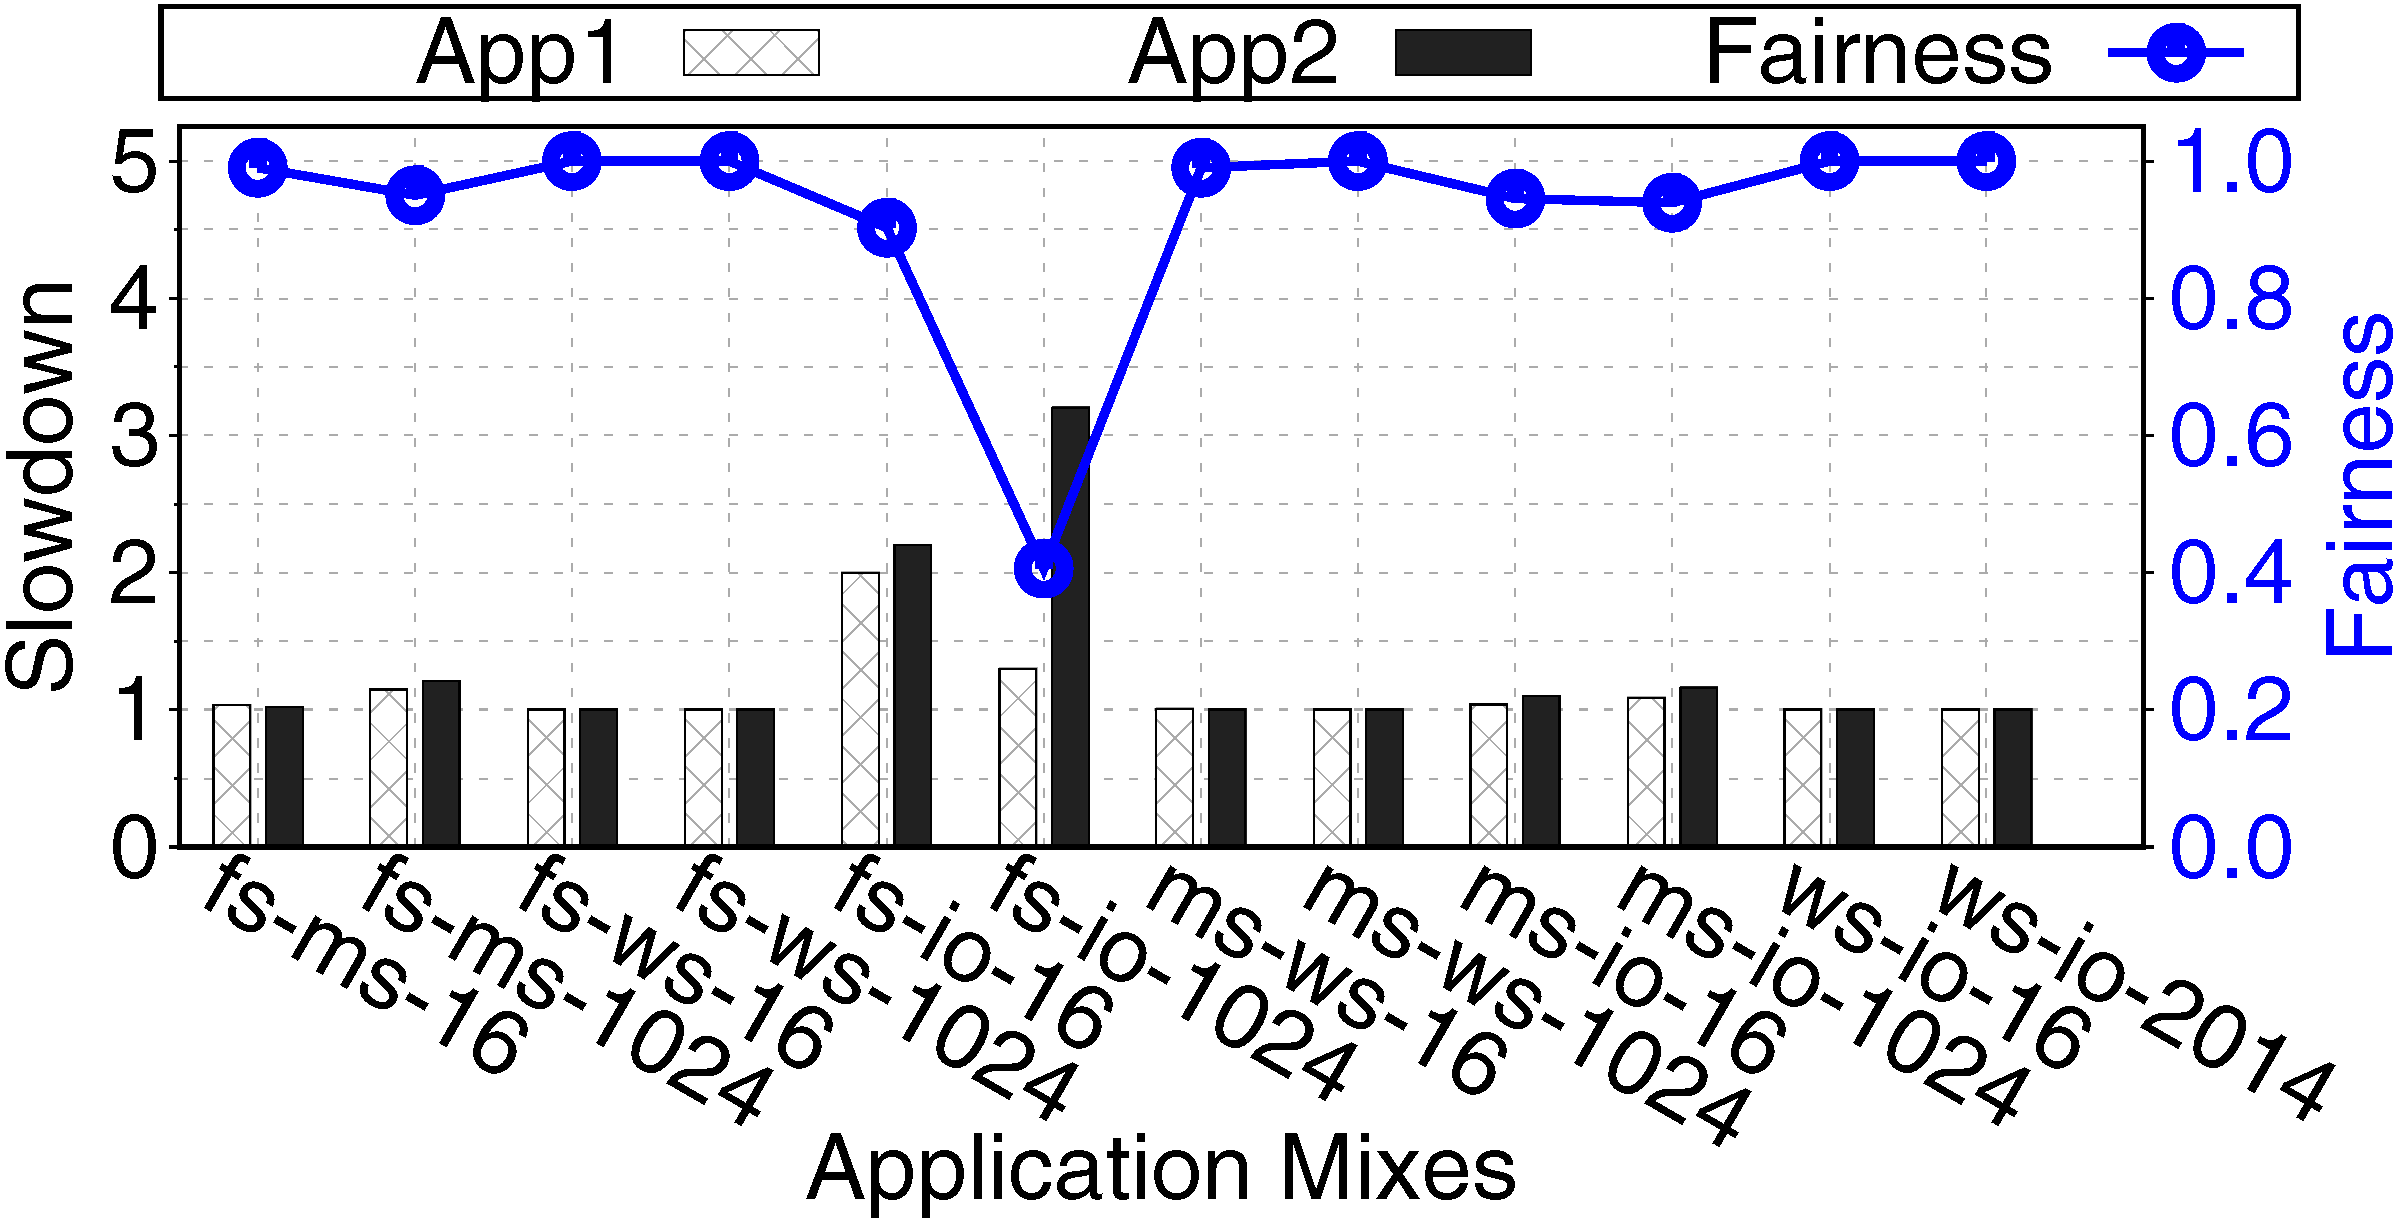 App1 App2 Fairness
Slowdown
5
4
3
2
1
0
1.0
0.8
0.6
0.4
0.2
0.0
Fairness
fs-ms-16
fs-ms-1024
fs-ws-16
fs-ws-1024
fs-io-16
fs-io-1024
ms-ws-16
ms-ws-1024
ms-io-16
ms-io-1024
ws-io-16
ws-io-2014
Application Mixes